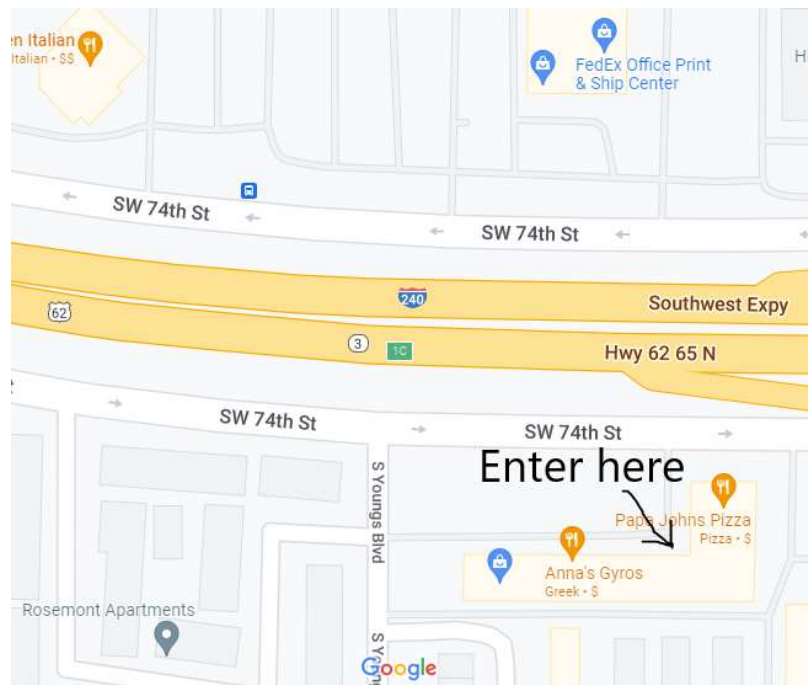 n Italian
Italian • $$
FedEx Office Print
& Ship Center
H
SW 74th St
SW 74th St
240
Southwest Expy
62
3
1C
Hwy 62 65 N
SW 74th St
SW 74th St
Enter here
S Youngs Blvd
Papa Johns Pizza
Pizza • $
Anna's Gyros
Greek • $
Rosemont Apartments
S Young
Google